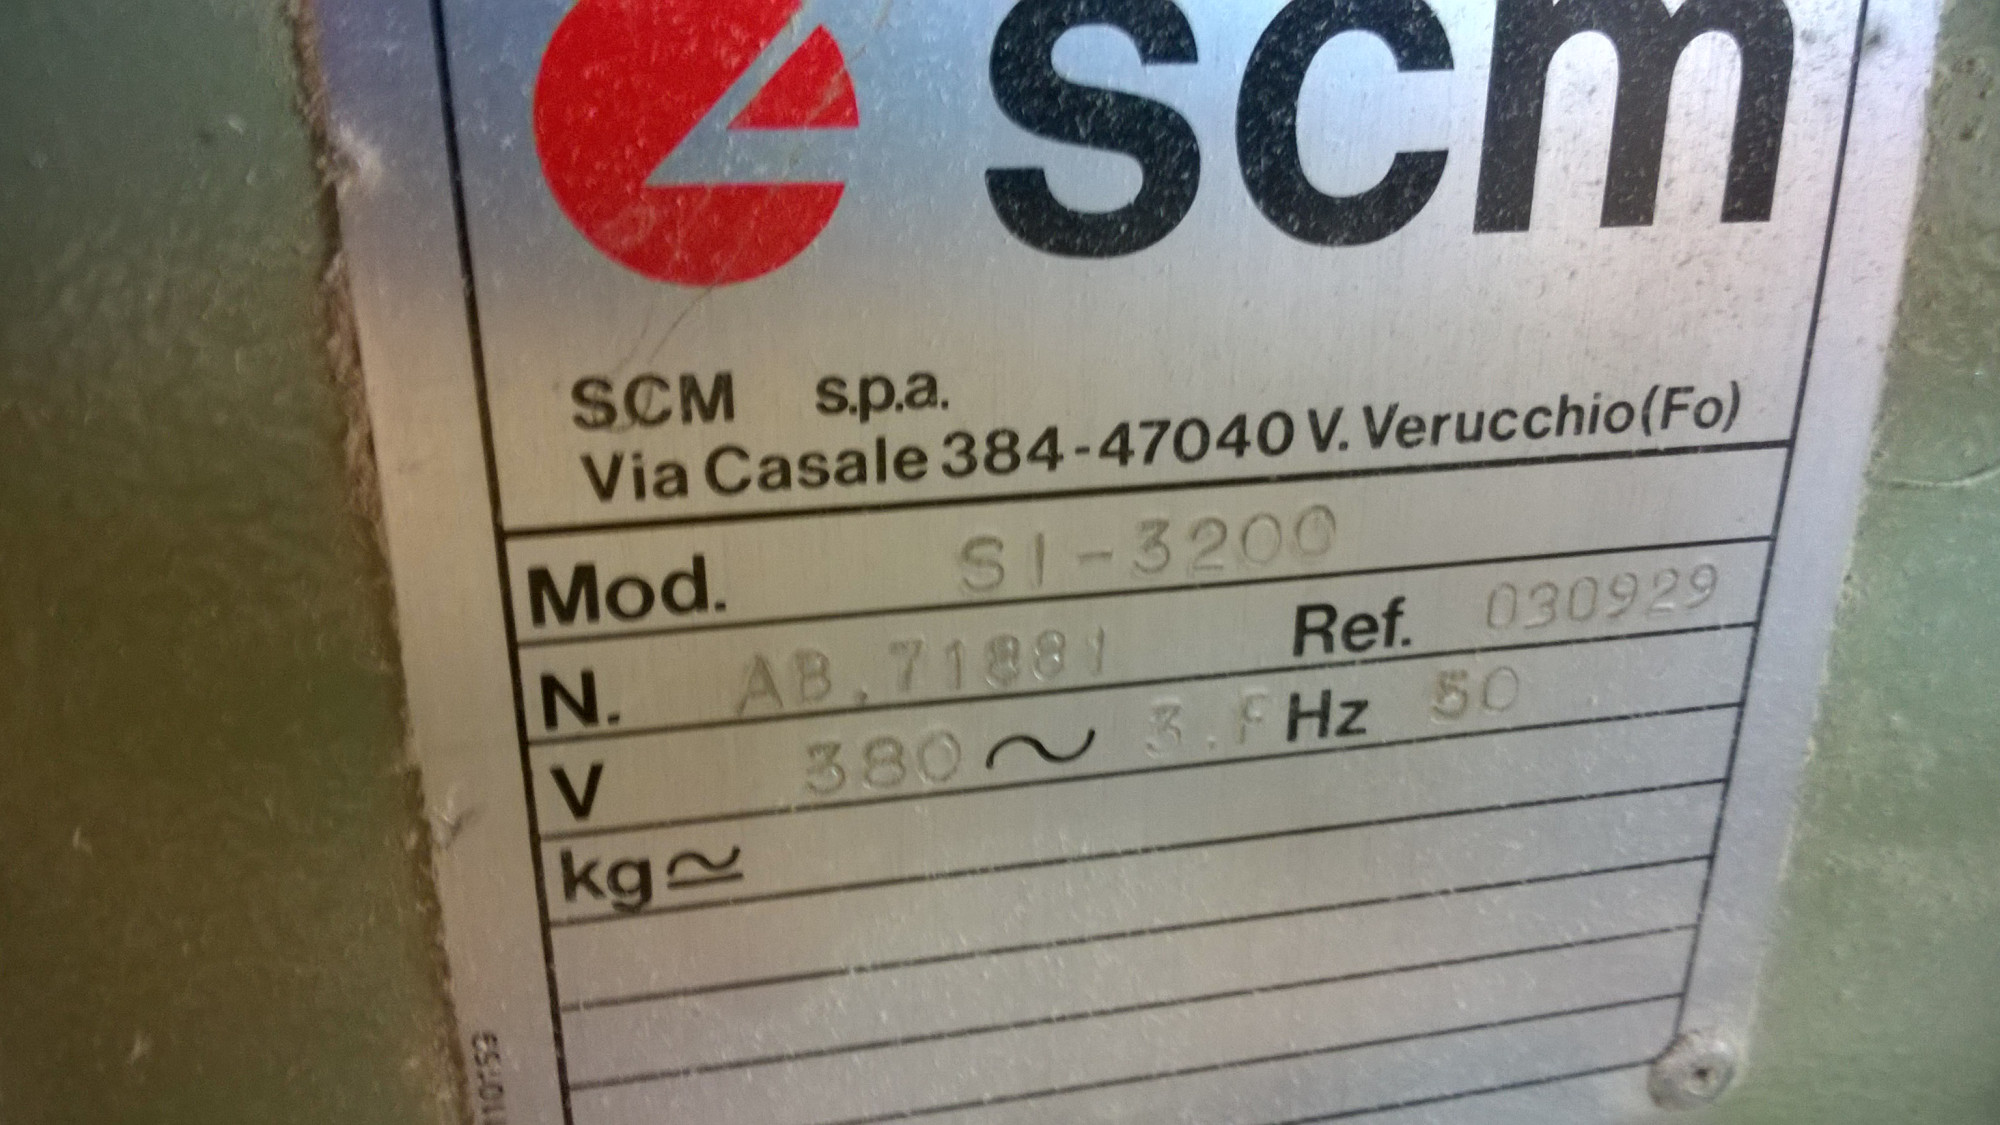 scm
SCM s.p.a.
Via Casale 384-47040 V. Verucchio (Fo)
Mod. SI-3200
N. AB.71881 Ref. 030929
V 380 ~ 3.F Hz 50
kg ≃